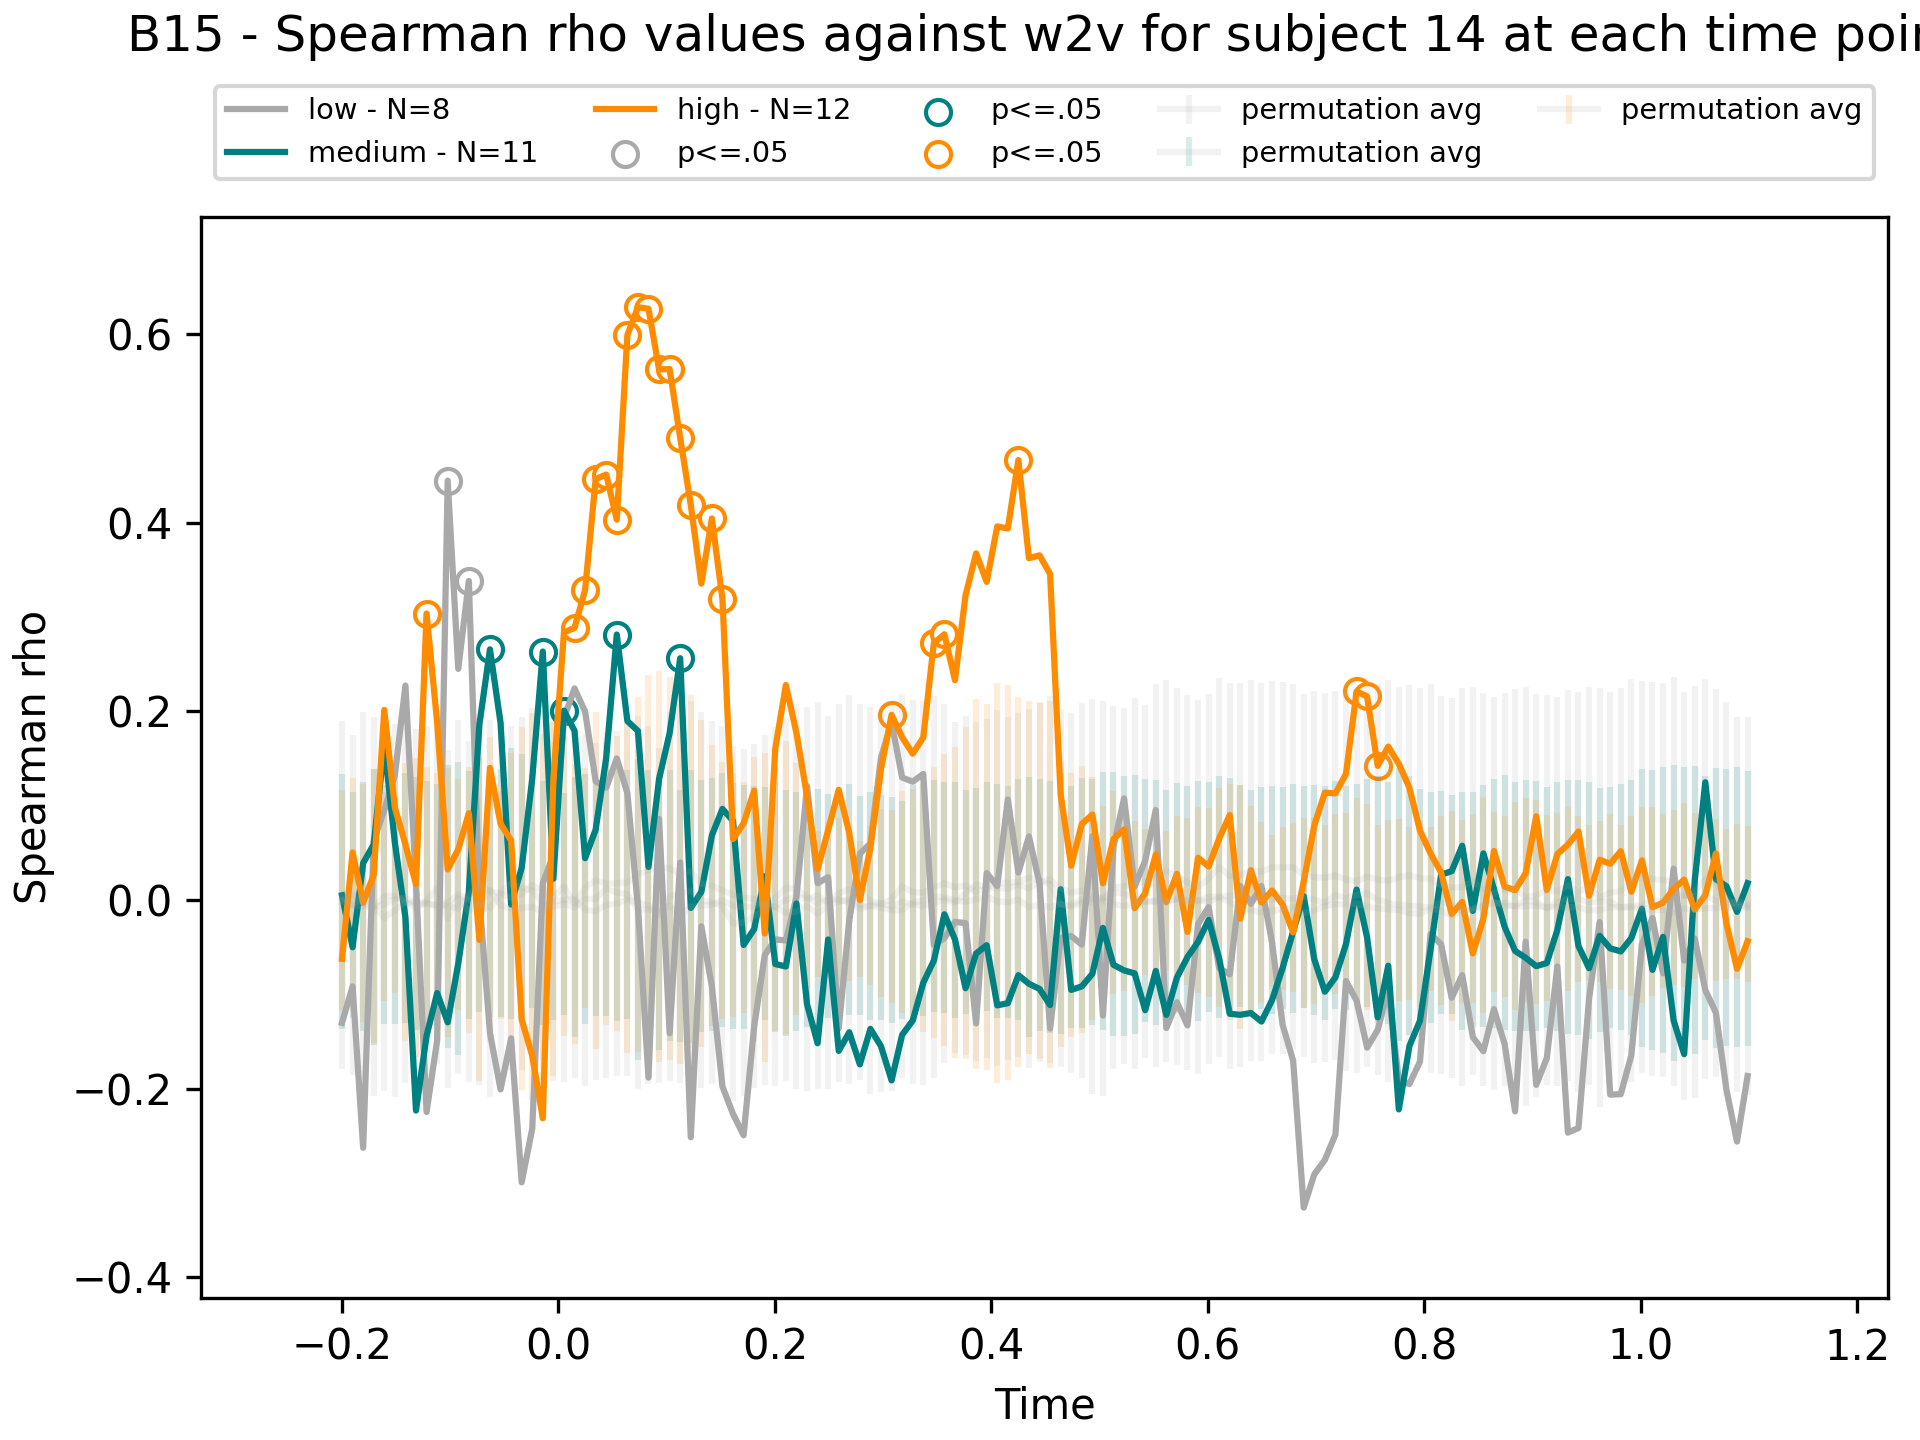 B15 - Spearman rho values against w2v for subject 14 at each time
low - N=8
medium - N=11
high - N=12
p<=.05
p<=.05
p<=.05
permutation avg
permutation avg
permutation avg
Spearman rho
0.6
0.4
0.2
0.0
−0.2
−0.4
−0.2
0.0
0.2
0.4
0.6
0.8
1.0
1.2
Time